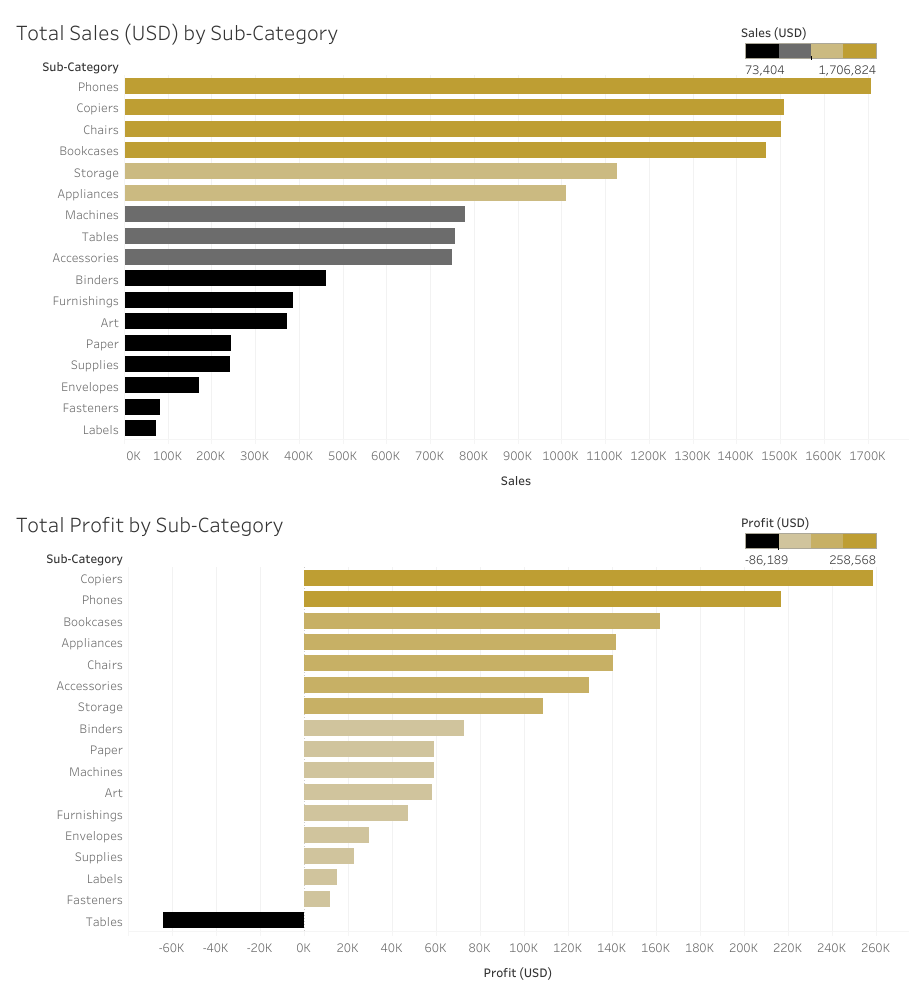 Total Sales (USD) by Sub-Category
Sales (USD)
73,404 1,706,824
Sub-Category
Phones
Copiers
Chairs
Bookcases
Storage
Appliances
Machines
Tables
Accessories
Binders
Furnishings
Art
Paper
Supplies
Envelopes
Fasteners
Labels
0K 100K 200K 300K 400K 500K 600K 700K 800K 900K 1000K 1100K 1200K 1300K 1400K 1500K 1600K 1700K
Sales
Total Profit by Sub-Category
Profit (USD)
-86,189 258,568
Sub-Category
Copiers
Phones
Bookcases
Appliances
Chairs
Accessories
Storage
Binders
Paper
Machines
Art
Furnishings
Envelopes
Supplies
Labels
Fasteners
Tables
-60K -40K -20K 0K 20K 40K 60K 80K 100K 120K 140K 160K 180K 200K 220K 240K 260K
Profit (USD)